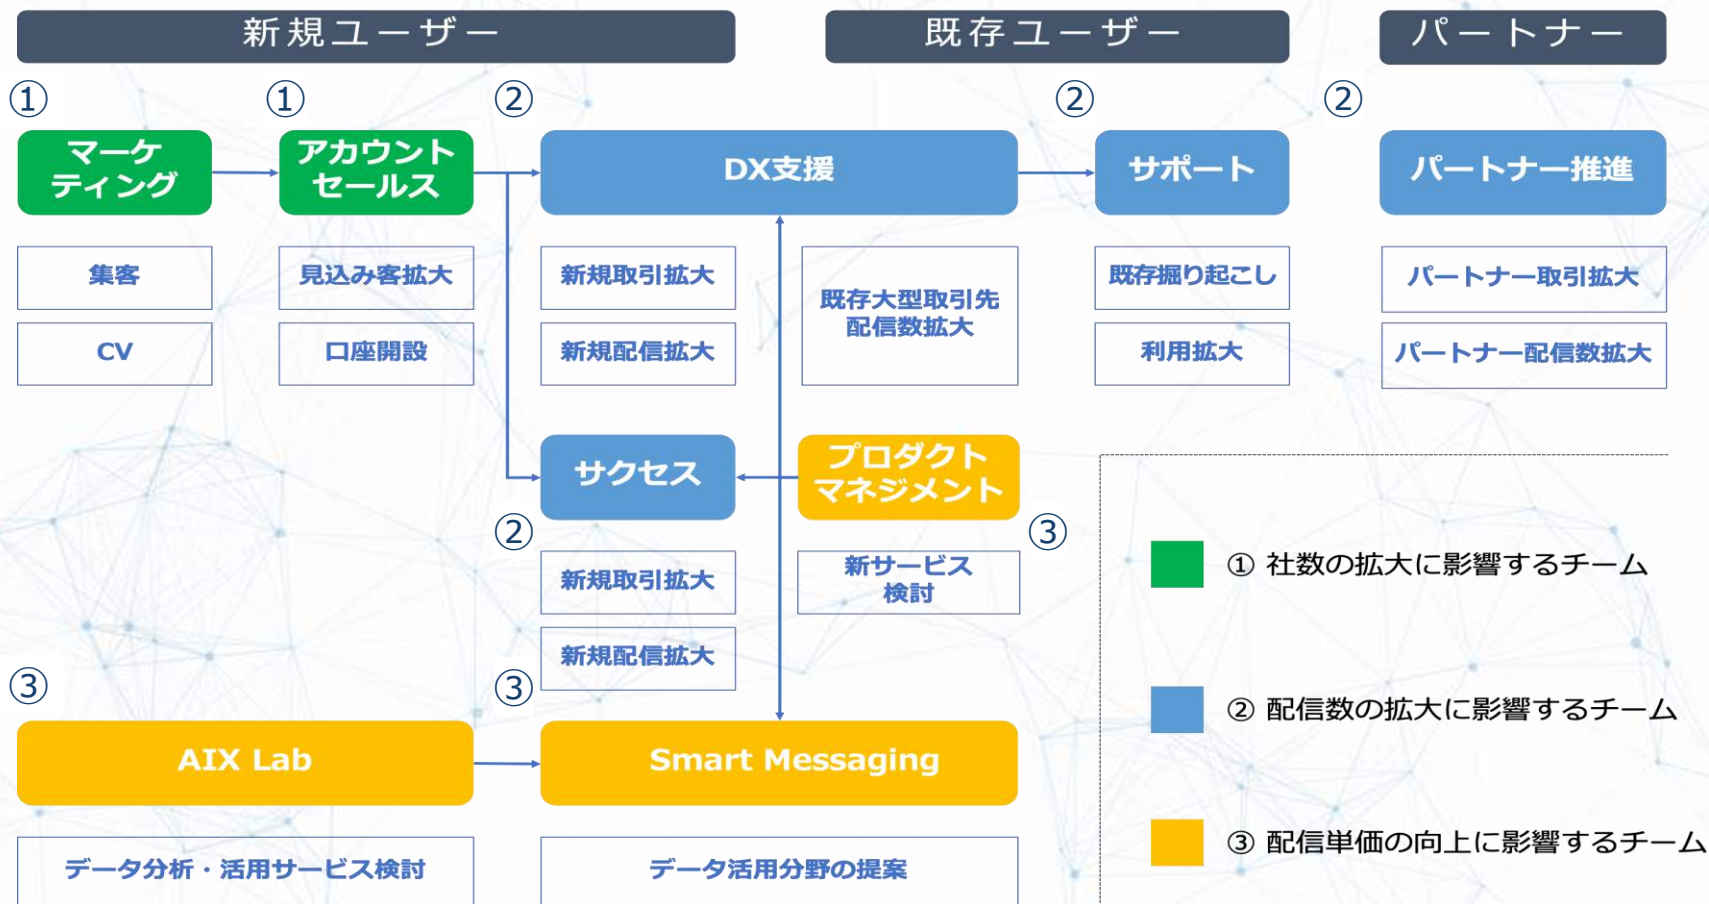 新規ユーザー
既存ユーザー
パートナー
①
①
②
②
②
マーケ
ティング
アカウント
セールス
DX支援
サポート
パートナー推進
集客
見込み客拡大
新規取引拡大
既存大型取引先
配信数拡大
既存掘り起こし
パートナー取引拡大
CV
口座開設
新規配信拡大
利用拡大
パートナー配信数拡大
サクセス
プロダクト
マネジメント
②
③
新規取引拡大
新サービス
検討
新規配信拡大
① 社数の拡大に影響するチーム
② 配信数の拡大に影響するチーム
③ 配信単価の向上に影響するチーム
③
③
AIX Lab
Smart Messaging
データ分析・活用サービス検討
データ活用分野の提案